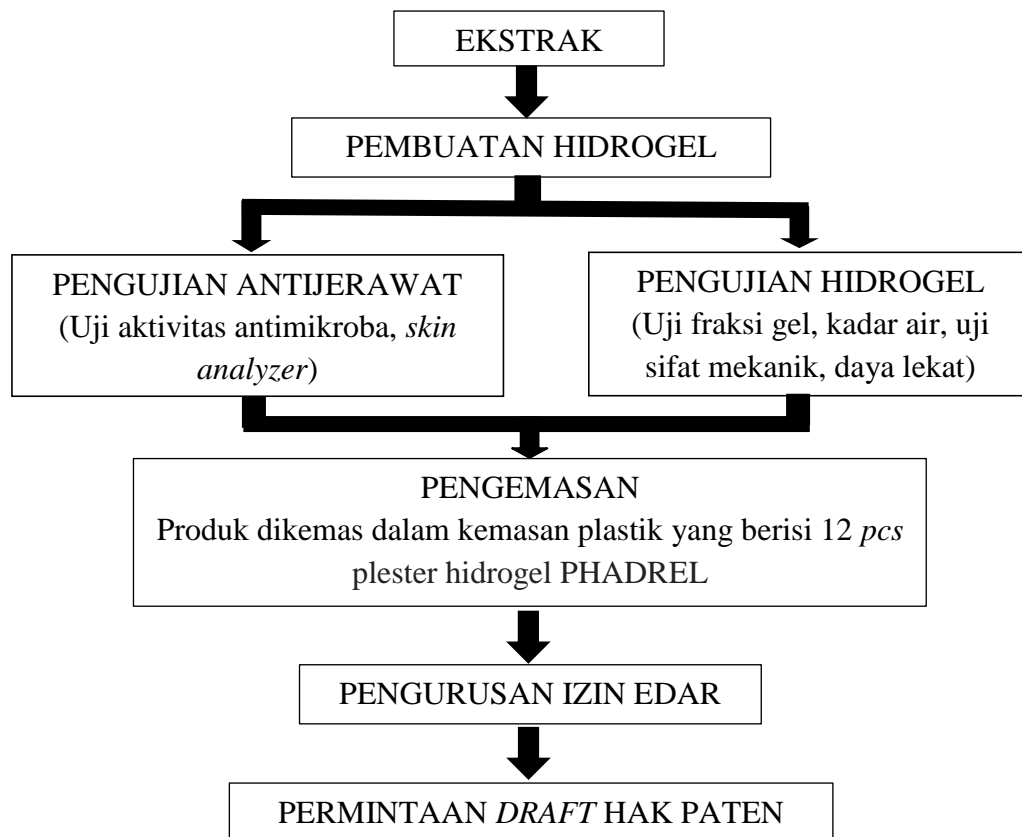 EKSTRAK
PEMBUATAN HIDROGEL
PENGUJIAN ANTIJERAWAT
(Uji aktivitas antimikroba, skin
analyzer)
PENGUJIAN HIDROGEL
(Uji fraksi gel, kadar air, uji
sifat mekanik, daya lekat)
PENGEMASAN
Produk dikemas dalam kemasan plastik yang berisi 12 pcs
plester hidrogel PHADREL
PENGURUSAN IZIN EDAR
PERMINTAAN DRAFT HAK PATEN